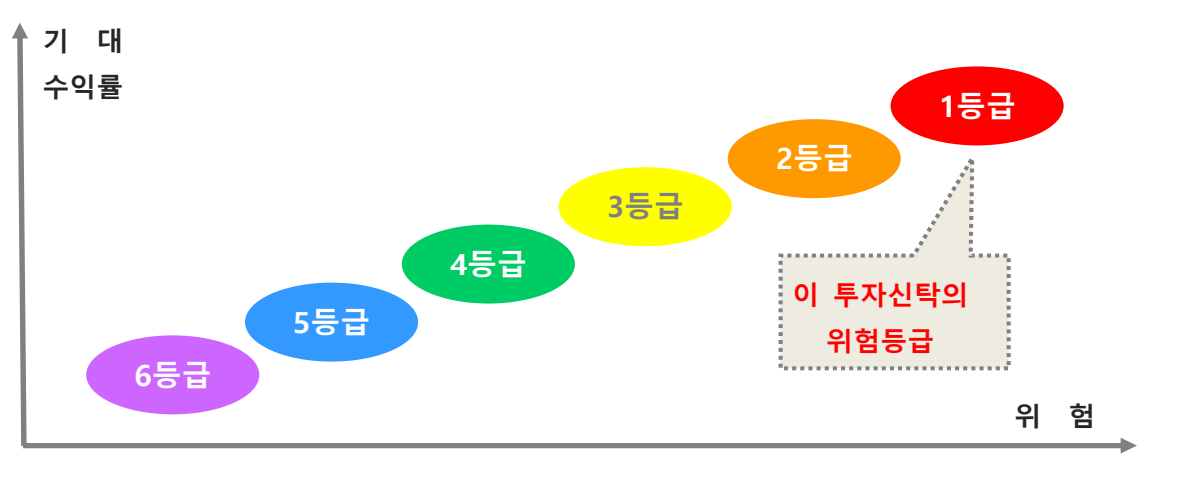 기 대
수익률
1등급
2등급
3등급
4등급
5등급
6등급
이 투자신탁의
위험등급
위 험